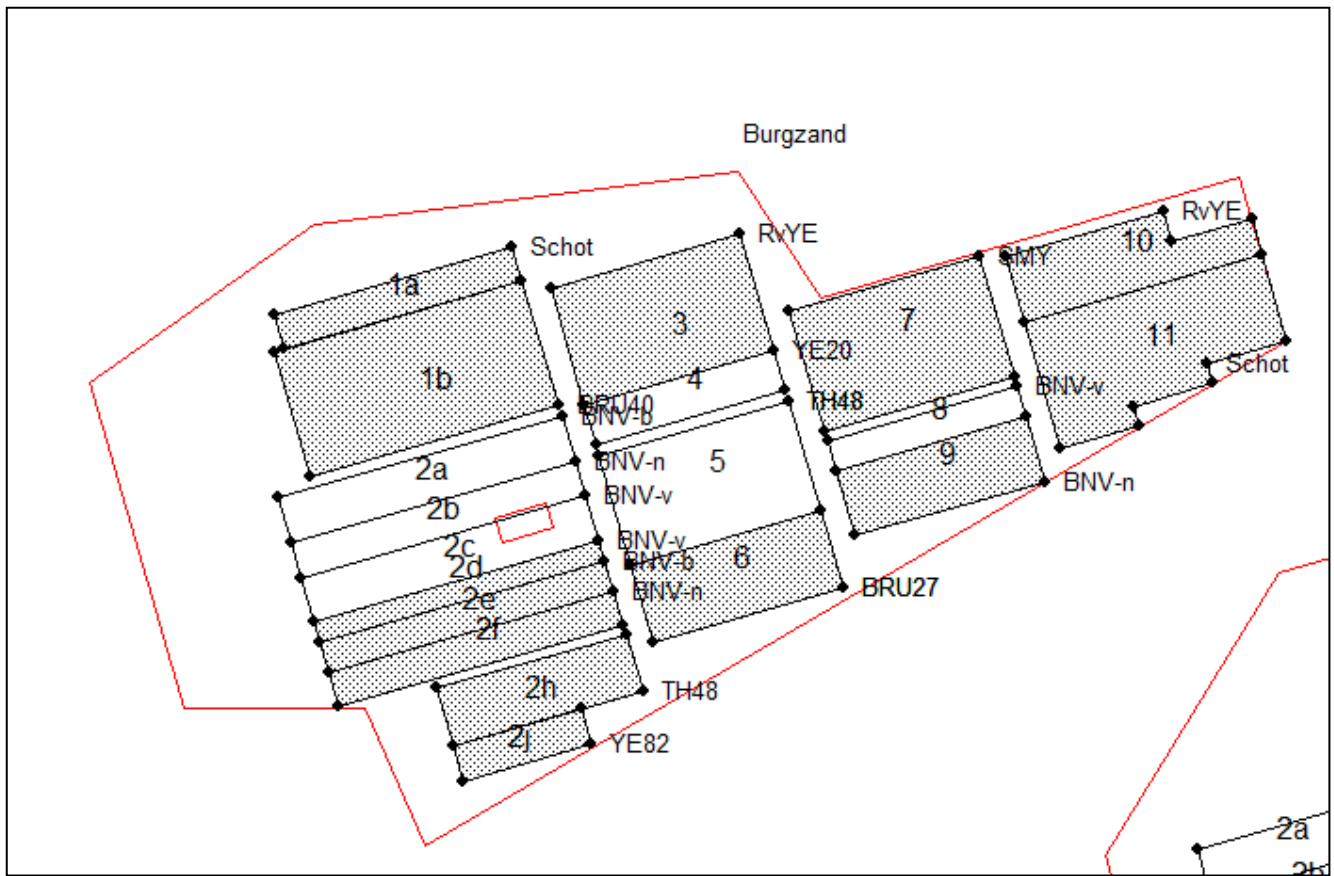 Burgzand
RvYE
10
Schot
RvYE
SMY
1a
3
7
11
YE20
Schot
1b
4
BNV-v
BRU40
BNV-b
TH48
8
2a
BNV-n
5
9
BNV-n
BNV-v
2b
2c
BNV-v
2d
BNV-b
6
2e
BNV-n
BRU27
2f
2h
TH48
2j
YE82
2a
2b